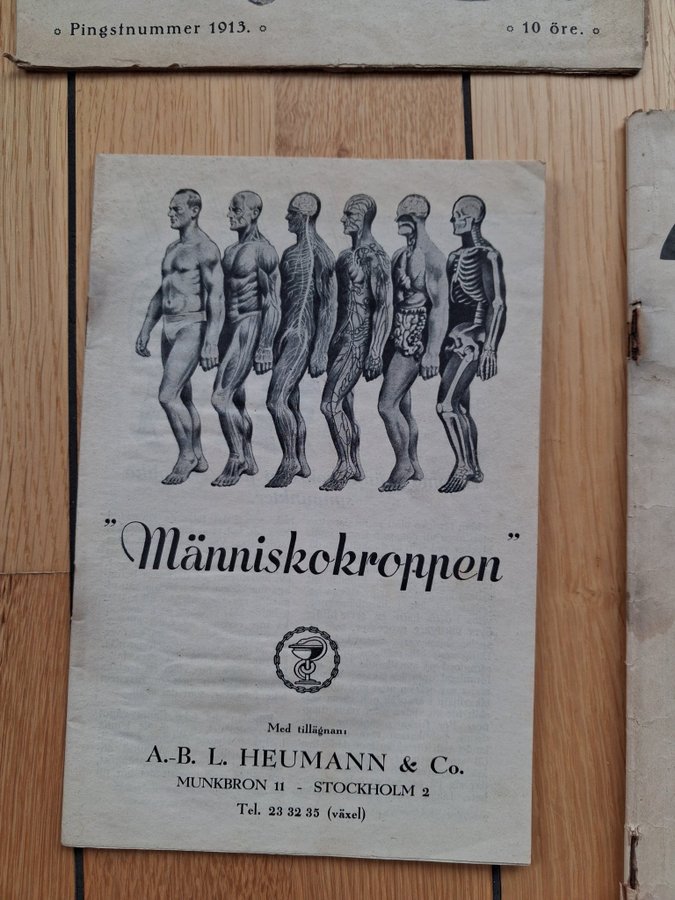 Pingstnummer 1913.
10 öre.
"Människokroppen"
Med tillägnan:
A.-B. L. HEUMANN & Co.
MUNKBRON 11 - STOCKHOLM 2
Tel. 23 32 35 (växel)